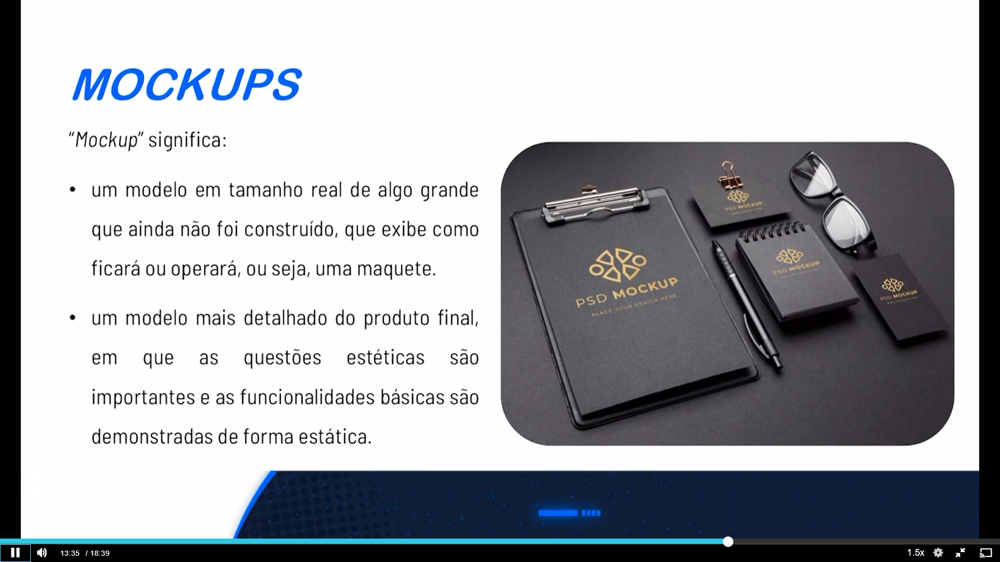 MOCKUPS
“Mockup” significa:
• um modelo em tamanho real de algo grande
que ainda não foi construído, que exibe como
ficará ou operará, ou seja, uma maquete.
• um modelo mais detalhado do produto final,
em que as questões estéticas são
importantes e as funcionalidades básicas são
demonstradas de forma estática.
PSD MOCKUP
PLACE YOUR DESIGN HERE
PSD MOCKUP
PSD MOCKUP
PSD MOCKUP
13:35 / 18:39
1.5x